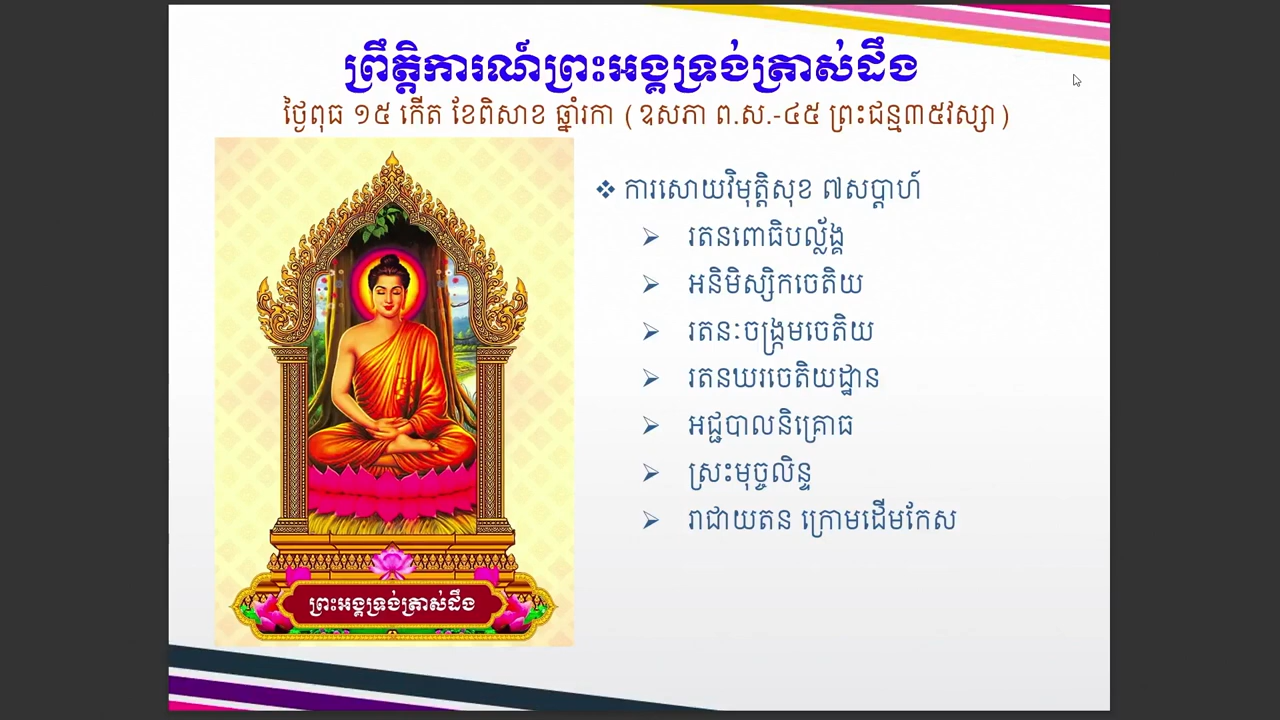 ព្រឹត្តិការណ៍ព្រះអង្គទ្រង់ត្រាស់ដឹង
ថ្ងៃពុធ ១៥ កើត ខែពិសាខ ឆ្នាំរកា ( ឧសភា ព.ស.-៤៥ ព្រះជន្ម៣៥វស្សា )
ការសោយវិមុត្តិសុខ ៧សប្តាហ៍
រតនពោធិបល្ល័ង្គ
អនិមិស្សិកចេតិយ
រតនៈចង្ក្រមចេតិយ
រតនឃរចេតិយដ្ឋាន
អជ្ជបាលនិគ្រោធ
ស្រះមុច្ចលិន្ទ
រាជាយតន ក្រោមដើមកែស
ព្រះអង្គទ្រង់ត្រាស់ដឹង